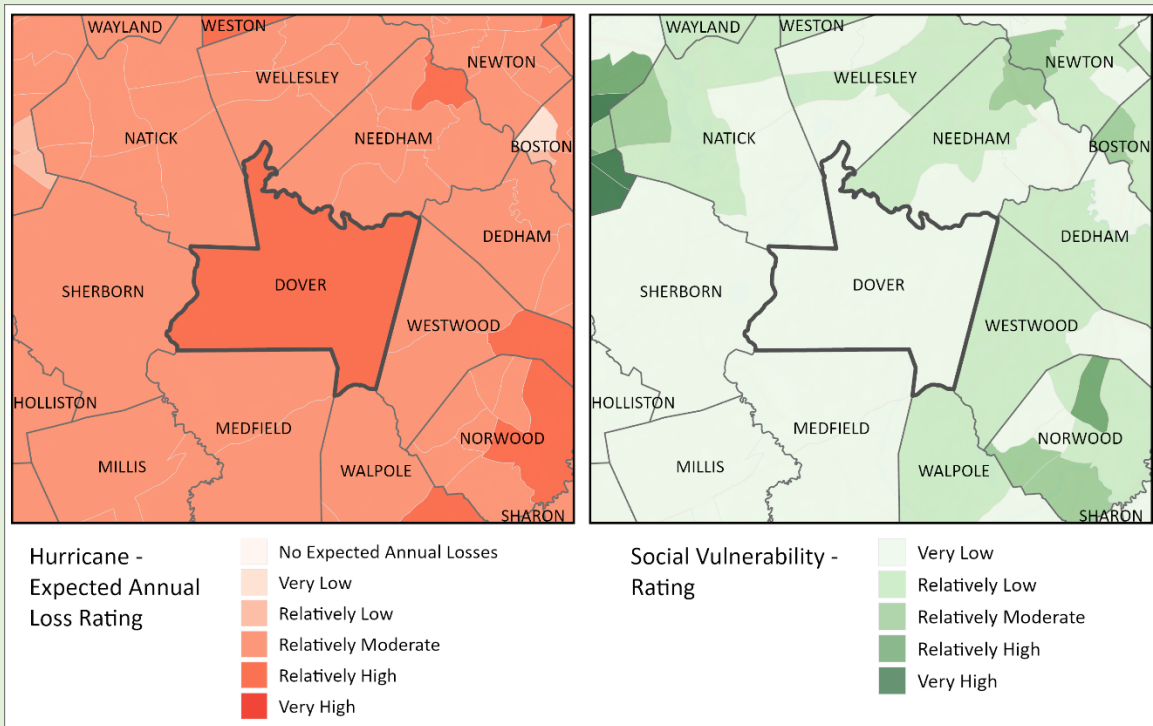 WAYLAND
WESTON
WELLESLEY
NEWTON
NATICK
NEEDHAM
BOSTON
DEDHAM
SHERBORN
DOVER
WESTWOOD
HOLLISTON
MEDFIELD
NORWOOD
MILLIS
WALPOLE
SHARON
Hurricane -
Expected Annual
Loss Rating
No Expected Annual Losses
Very Low
Relatively Low
Relatively Moderate
Relatively High
Very High
WAYLAND
WESTON
WELLESLEY
NEWTON
NATICK
NEEDHAM
BOSTON
DEDHAM
SHERBORN
DOVER
WESTWOOD
HOLLISTON
MEDFIELD
NORWOOD
MILLIS
WALPOLE
SHARON
Social Vulnerability -
Rating
Very Low
Relatively Low
Relatively Moderate
Relatively High
Very High